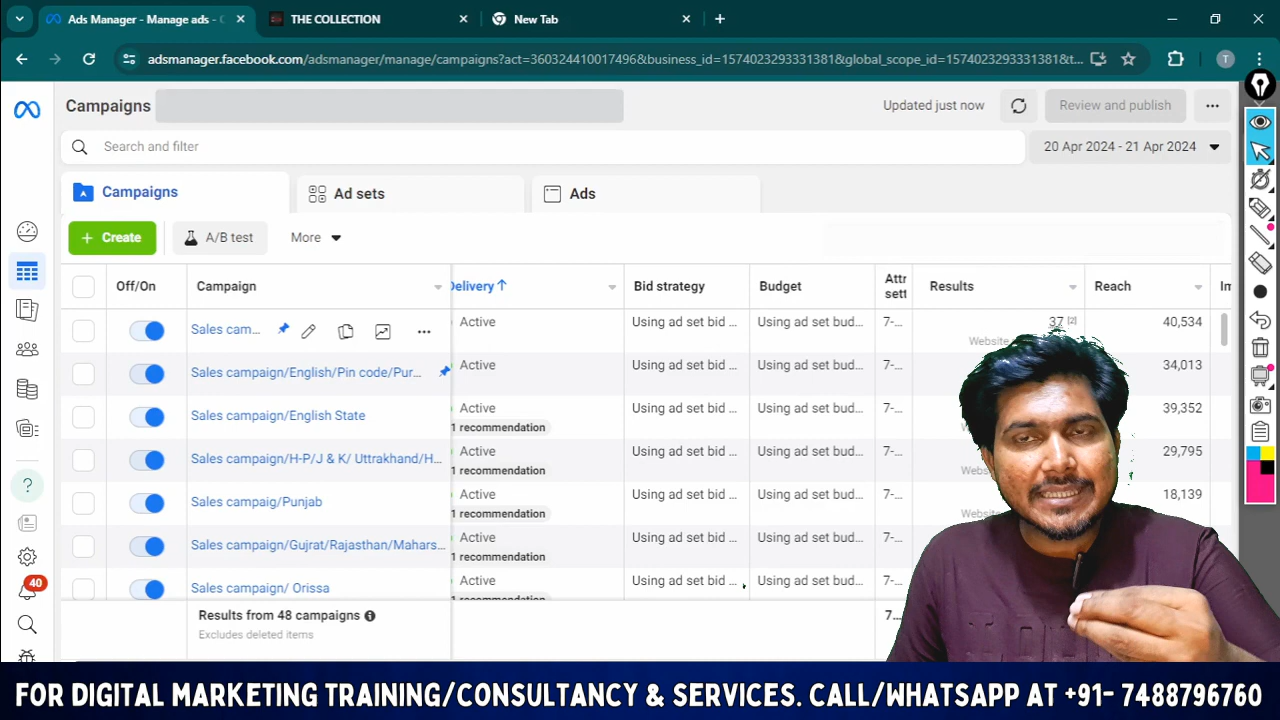 Ads Manager - Manage ads - C
THE COLLECTION
New Tab
adsmanager.facebook.com/adsmanager/manage/campaigns?act=360324410017496&business_id=1574023293331381&global_scope_id=1574023293331381&t...
T
Campaigns
Updated just now
Review and publish
Search and filter
20 Apr 2024 - 21 Apr 2024
Campaigns
Ad sets
Ads
+ Create
A/B test
More
Off/On
Campaign
Delivery ↑
Bid strategy
Budget
Attr
sett
Results
Reach
Im
Sales cam...
Active
Using ad set bid ...
Using ad set bud...
7-...
37 [2]
40,534
Website
Sales campaign/English/Pin code/Pur...
Active
Using ad set bid ...
Using ad set bud...
7-...
34,013
Sales campaign/English State
Active
1 recommendation
Using ad set bid ...
Using ad set bud...
7-...
39,352
Sales campaign/H-P/J & K/ Uttrakhand/H...
Active
1 recommendation
Using ad set bid ...
Using ad set bud...
7-...
29,795
Sales campaig/Punjab
Active
1 recommendation
Using ad set bid ...
Using ad set bud...
7-...
18,139
Website
Sales campaign/Gujrat/Rajasthan/Mahars...
Active
1 recommendation
Using ad set bid ...
Using ad set bud...
7-...
Sales campaign/ Orissa
Active
1 recommendation
Using ad set bid ...
Using ad set bud...
7-...
40
Results from 48 campaigns
Excludes deleted items
7...
FOR DIGITAL MARKETING TRAINING/CONSULTANCY & SERVICES. CALL/WHATSAPP AT +91- 7488796760